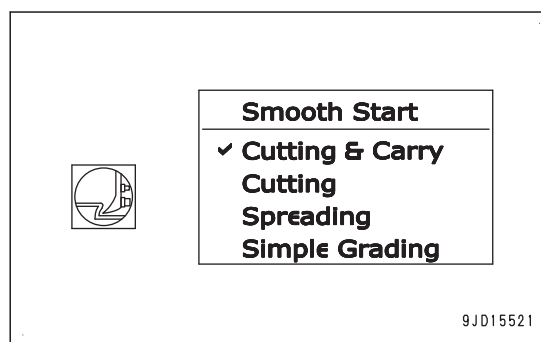 Smooth Start
✓ Cutting & Carry
Cutting
Spreading
Simple Grading
9JD15521